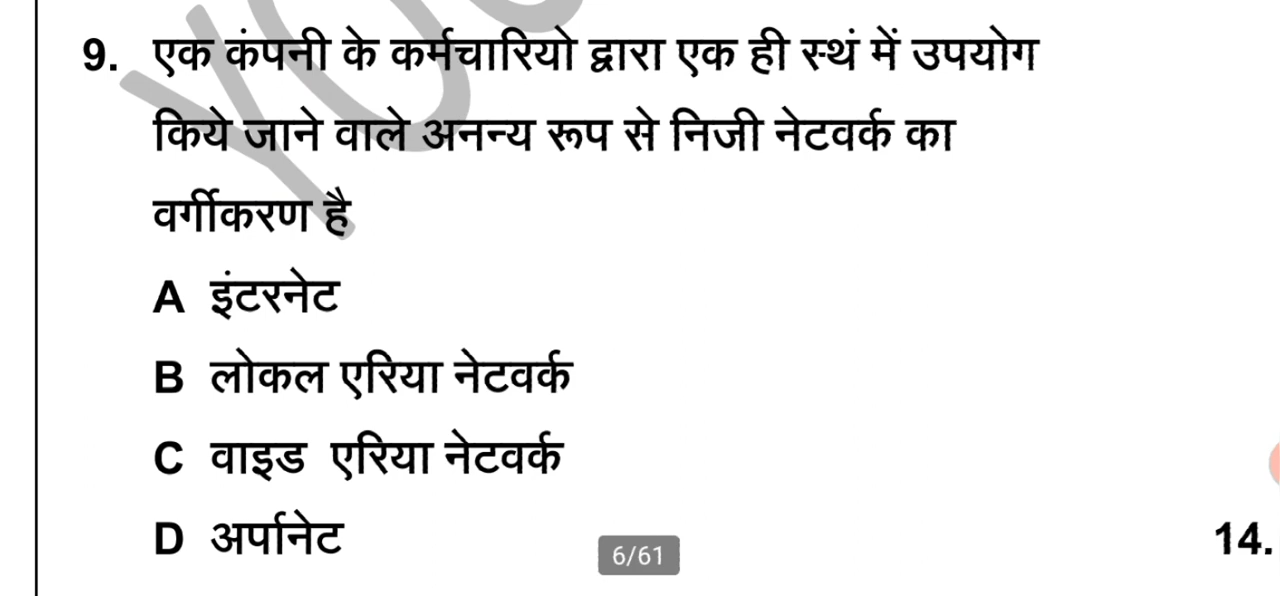 9. एक कंपनी के कर्मचारियो द्वारा एक ही स्थं में उपयोग
किये जाने वाले अनन्य रूप से निजी नेटवर्क का
वर्गीकरण है
A इंटरनेट
B लोकल एरिया नेटवर्क
C वाइड एरिया नेटवर्क
D अर्पानेट
6/61
14.